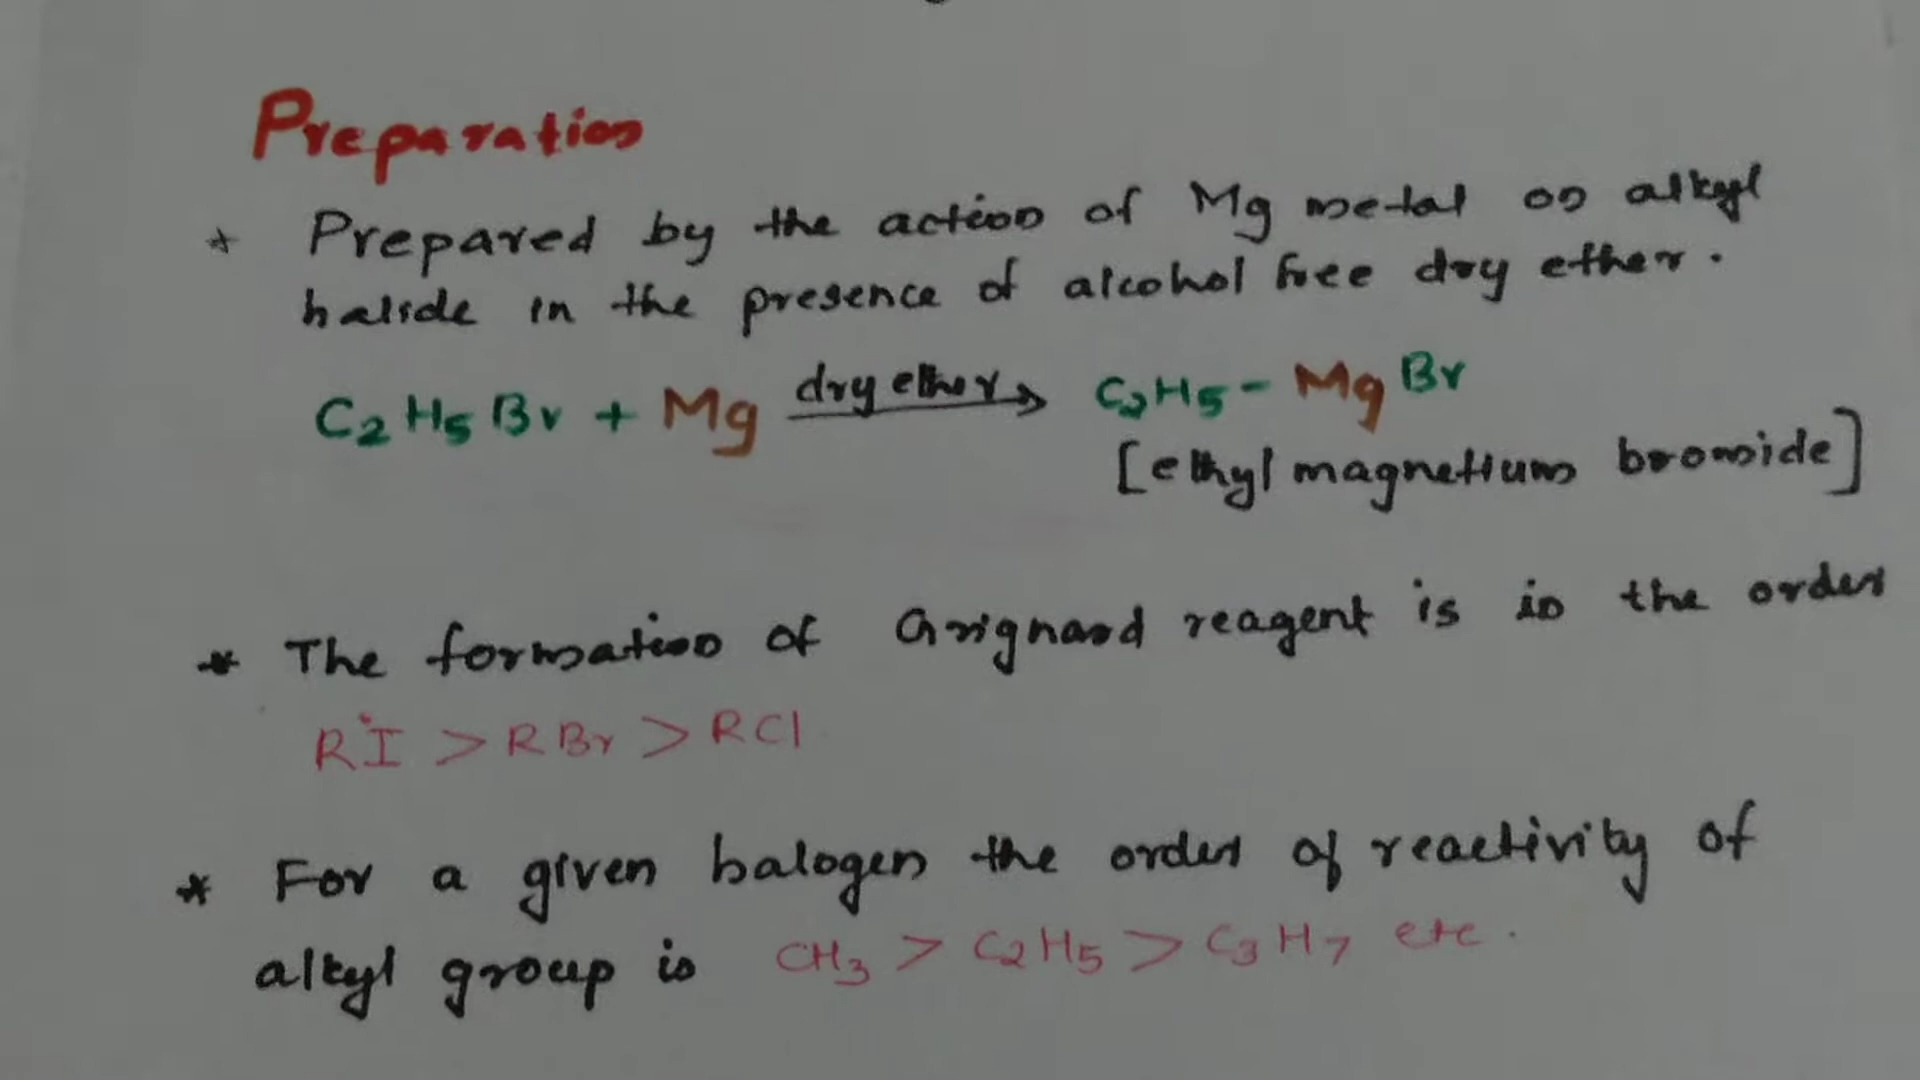 Preparation
* Prepared by the action of Mg metal on alkyl
halide in the presence of alcohol free dry ether.
C2H5Br + Mg dry ether → C2H5 - MgBr
[ethyl magnetium bromide]
* The formation of Grignard reagent is in the order
RI > RBr > RCl
* For a given halogen the order of reactivity of
alkyl group is CH3 > C2H5 > C3H7 etc.